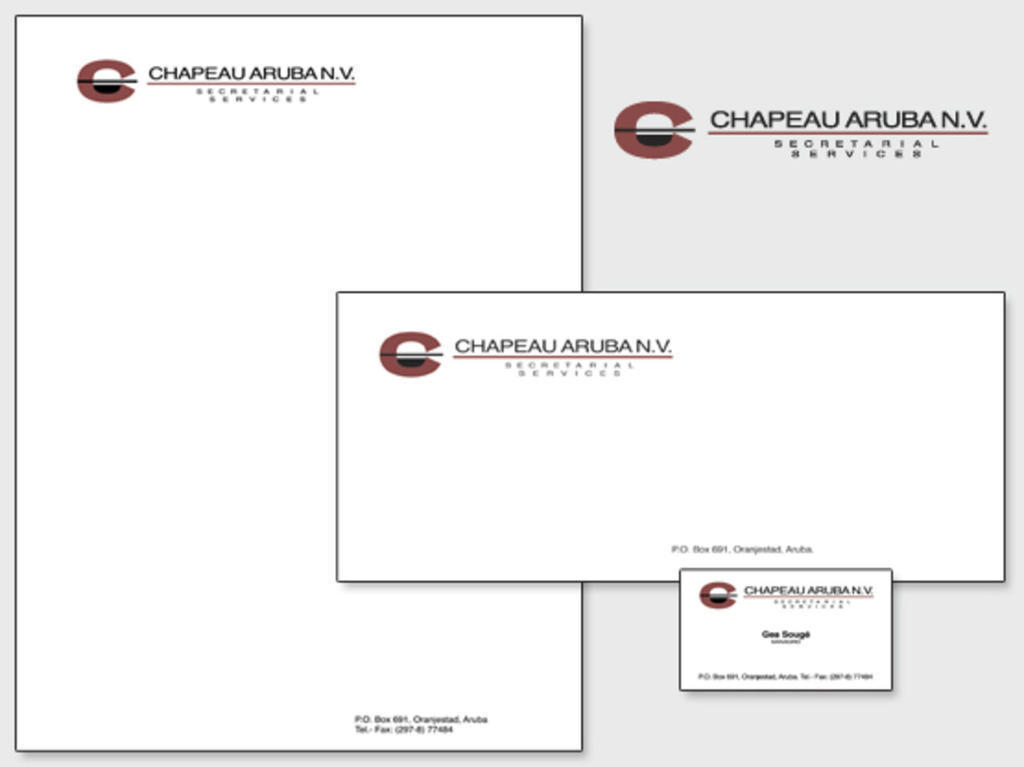 CHAPEAU ARUBA N.V.
SECRETARIAL
SERVICES
CHAPEAU ARUBA N.V.
SECRETARIAL
SERVICES
CHAPEAU ARUBA N.V.
SECRETARIAL
SERVICES
P.O. Box 691, Oranjestad, Aruba.
CHAPEAU ARUBA N.V.
SECRETARIAL
SERVICES
Gea Sougé
P.O. Box 691, Oranjestad, Aruba. Tel.- Fax: (297-8) 77484
P.O. Box 691, Oranjestad, Aruba
Tel.- Fax: (297-8) 77484